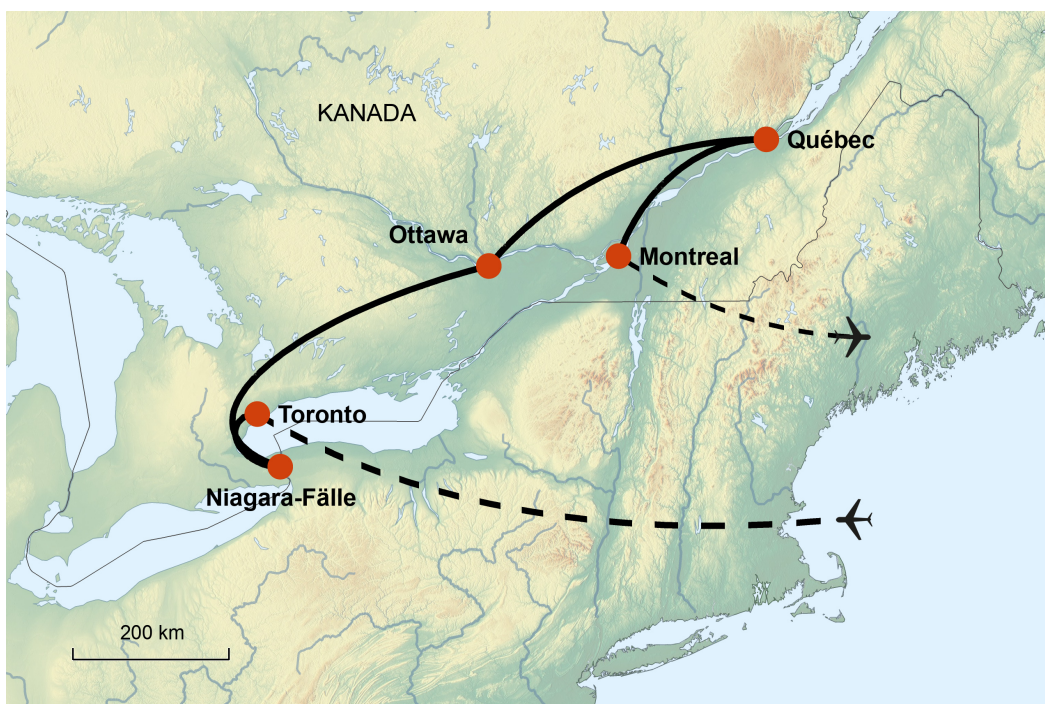 KANADA
Québec
Ottawa
Montreal
Toronto
Niagara-Fälle
200 km